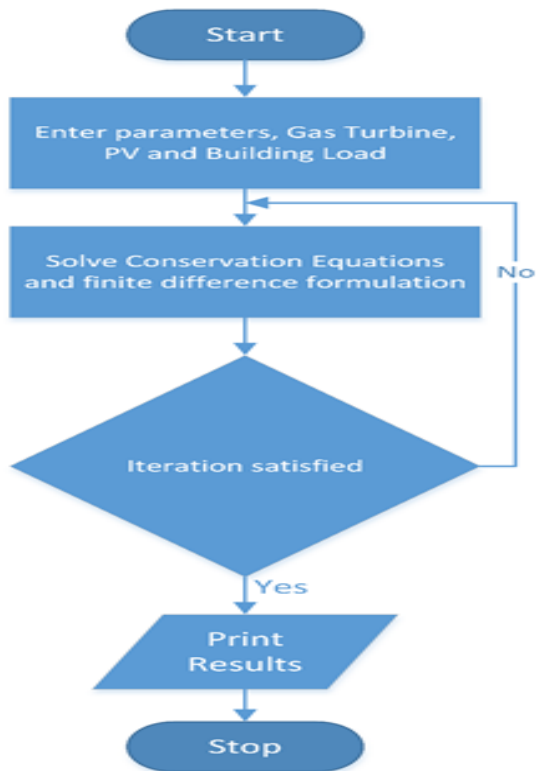 Start
Enter parameters, Gas Turbine,
PV and Building Load
Solve Conservation Equations
and finite difference formulation
No
Iteration satisfied
Yes
Print
Results
Stop